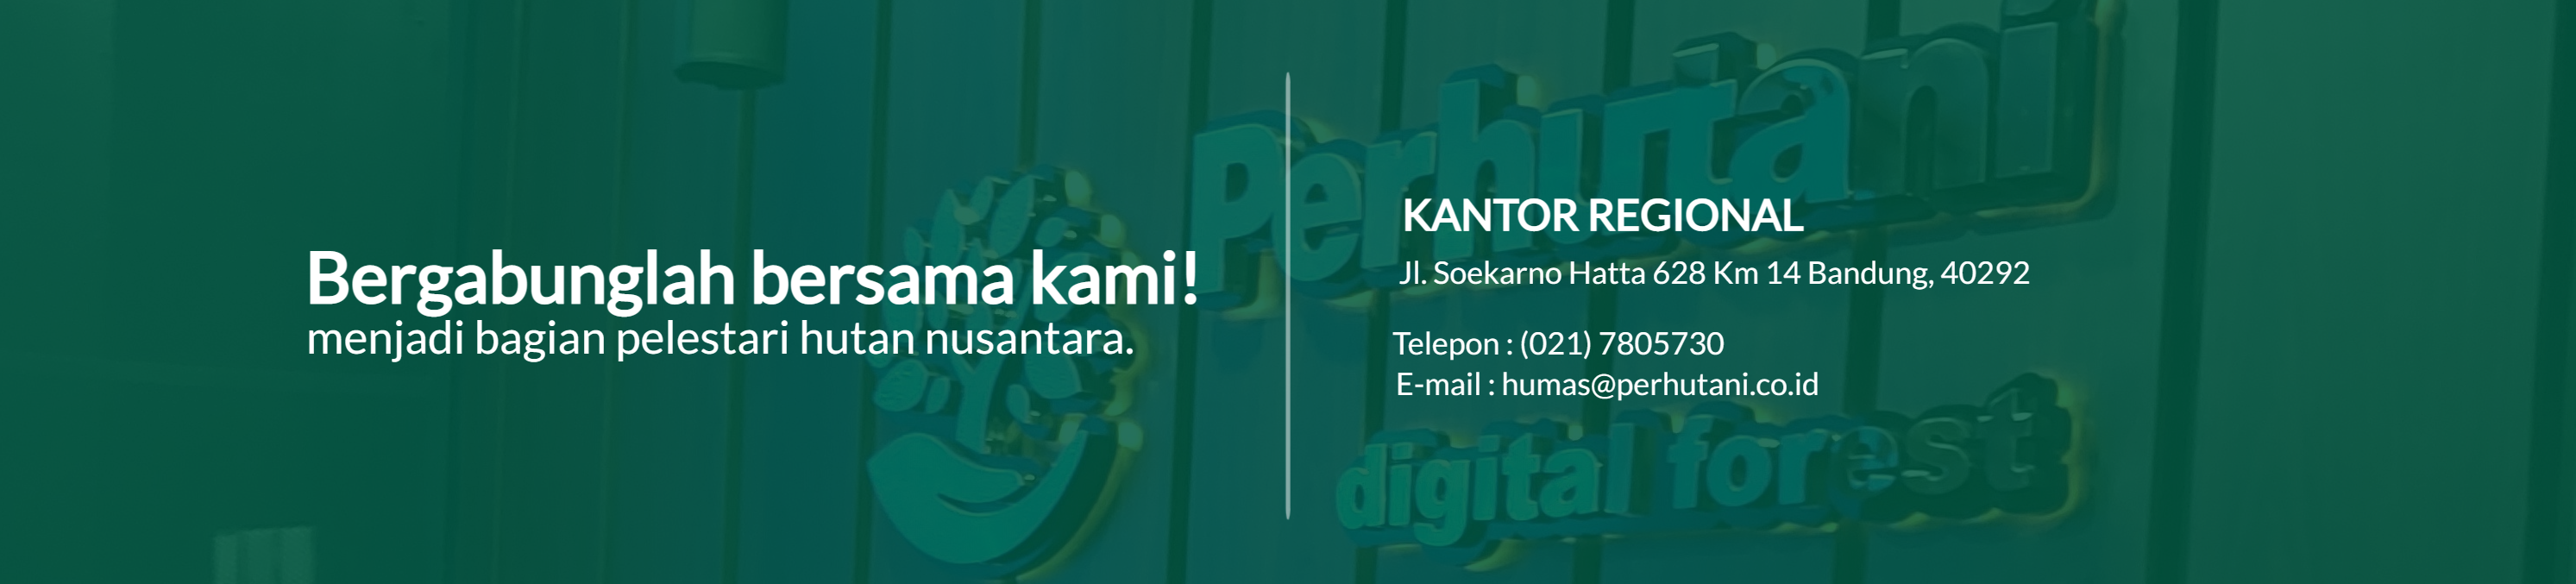 Bergabunglah bersama kami!
menjadi bagian pelestari hutan nusantara.
KANTOR REGIONAL
Jl. Soekarno Hatta 628 Km 14 Bandung, 40292
Telepon : (021) 7805730
E-mail : humas@perhutani.co.id
Perhutani
digital forest